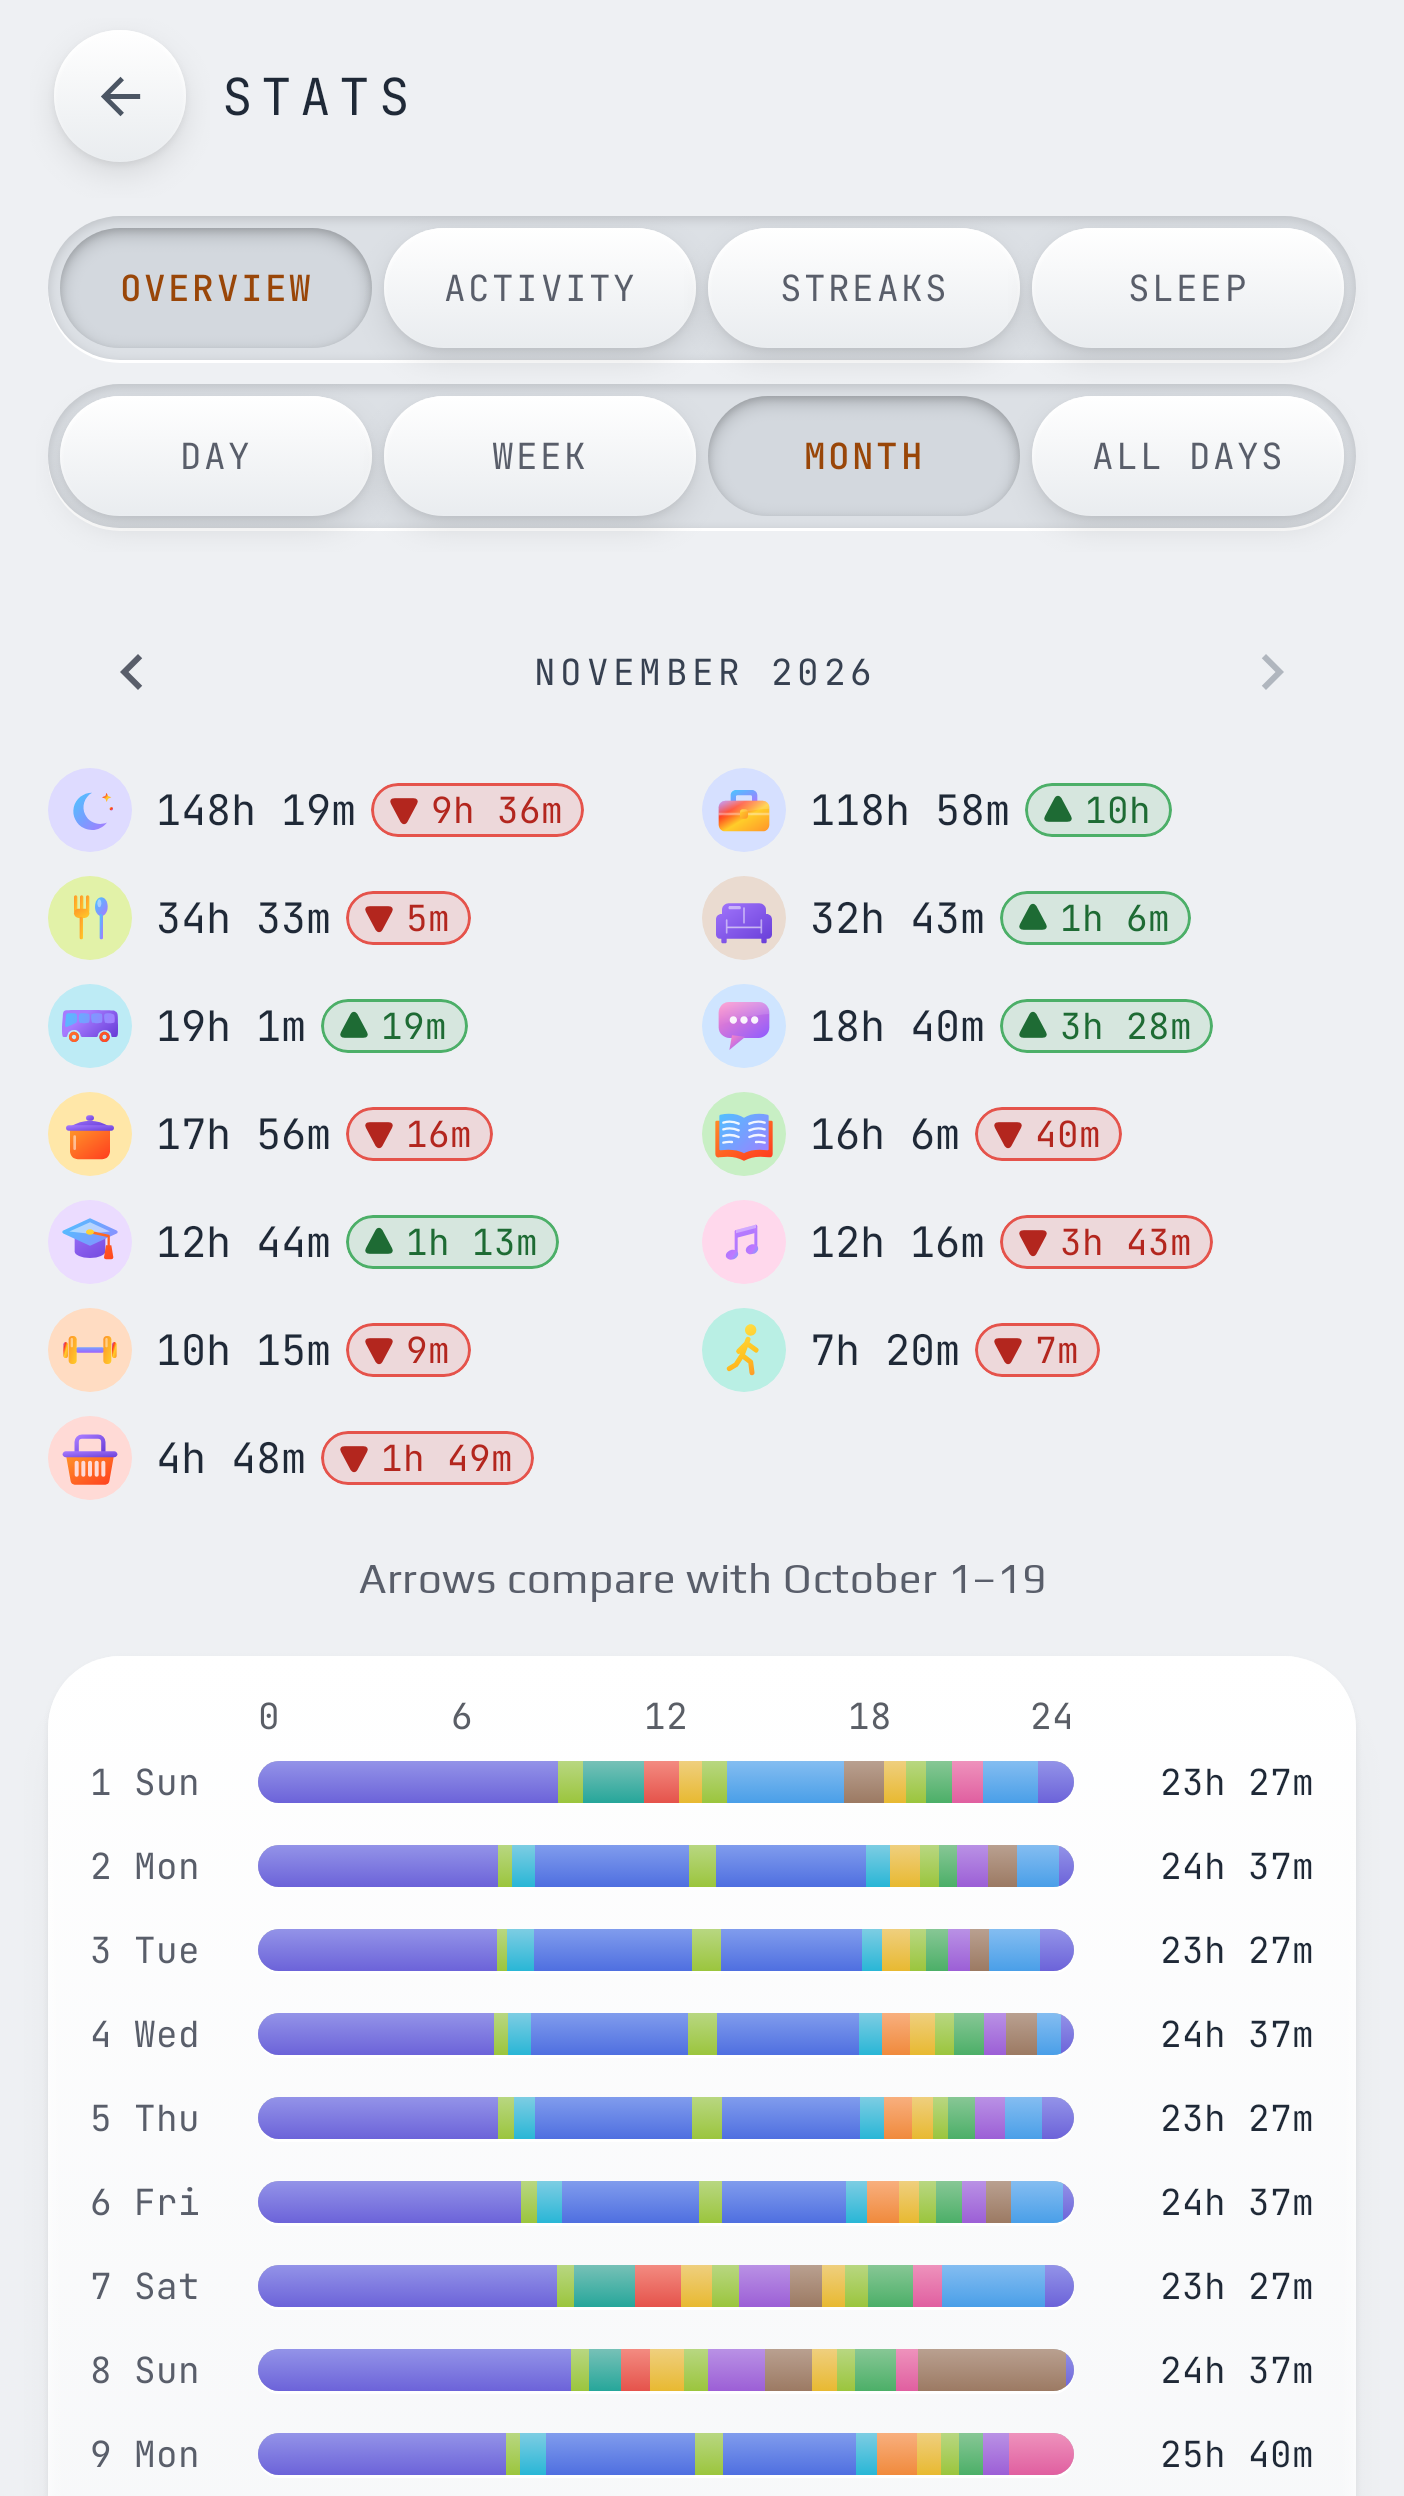 STATS
OVERVIEW ACTIVITY STREAKS SLEEP
DAY WEEK MONTH ALL DAYS
NOVEMBER 2026
148h 19m 9h 36m 118h 58m 10h
34h 33m 5m 32h 43m 1h 6m
19h 1m 19m 18h 40m 3h 28m
17h 56m 16m 16h 6m 40m
12h 44m 1h 13m 12h 16m 3h 43m
10h 15m 9m 7h 20m 7m
4h 48m 1h 49m
Arrows compare with October 1–19
0 6 12 18 24
1 Sun 23h 27m
2 Mon 24h 37m
3 Tue 23h 27m
4 Wed 24h 37m
5 Thu 23h 27m
6 Fri 24h 37m
7 Sat 23h 27m
8 Sun 24h 37m
9 Mon 25h 40m